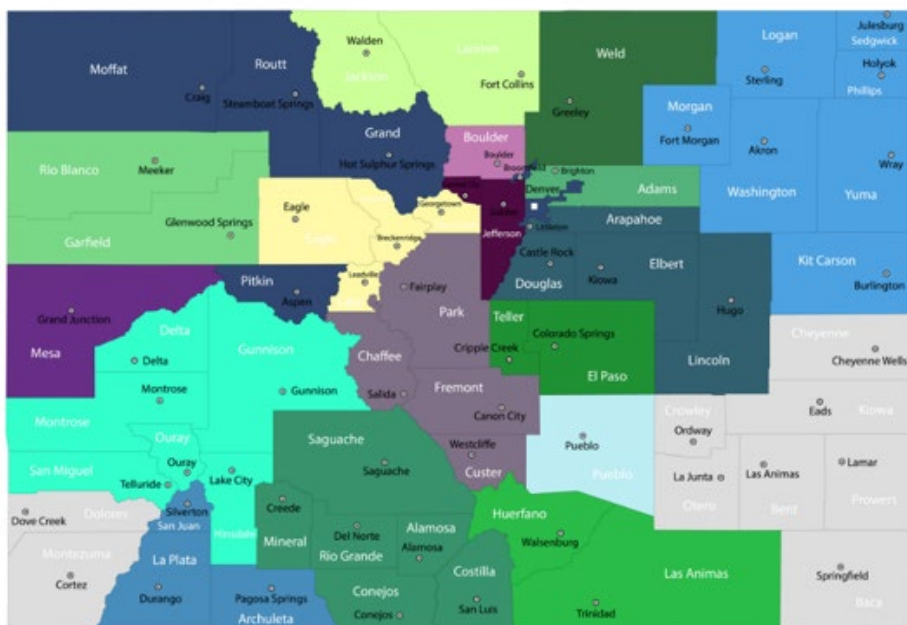 Julesburg
Logan
Sedgwick
Walden
Larimer
Weld
Moffat
Routt
Jackson
Holyok
Sterling
Phillips
Fort Collins
Craig
Steamboat Springs
Greeley
Morgan
Grand
Boulder
Fort Morgan
Akron
Hot Sulphur Springs
Boulder
Wray
Rio Blanco
Meeker
Broomfield
Brighton
Denver
Adams
Washington
Yuma
Georgetown
Golden
Eagle
Glenwood Springs
Arapahoe
Littleton
Jefferson
Eagle
Breckenridge
Garfield
Castle Rock
Elbert
Kit Carson
Pitkin
Leadville
Fairplay
Douglas
Kiowa
Burlington
Aspen
Hugo
Grand Junction
Park
Teller
Delta
Colorado Springs
Cheyenne
Mesa
Gunnison
Chaffee
Cripple Creek
Cheyenne Wells
Delta
Lincoln
El Paso
Montrose
Gunnison
Fremont
Salida
Eads
Kiowa
Canon City
Crowley
Montrose
Ouray
Saguache
Westcliffe
Pueblo
Ordway
San Miguel
Ouray
Saguache
Custer
Pueblo
La Junta
Las Animas
Lamar
Telluride
Lake City
Otero
Bent
Prowers
Dove Creek
Dolores
Silverton
Creede
Huerfano
San Juan
Hinsdale
Del Norte
Alamosa
Walsenburg
Montezuma
La Plata
Mineral
Rio Grande
Alamosa
Las Animas
Cortez
Costilla
Springfield
Durango
Pagosa Springs
Conejos
San Luis
Baca
Archuleta
Conejos
Trinidad